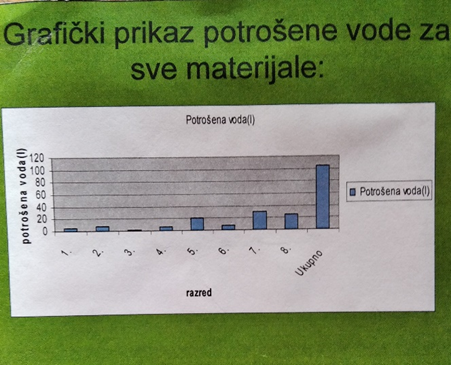 Grafički prikaz potrošene vode za
sve materijale:
Potrošena voda(l)
potrošena voda(l)
120
100
80
60
40
20
0
1.
2.
3.
4.
5.
6.
7.
8.
Ukupno
razred
Potrošena voda(l)